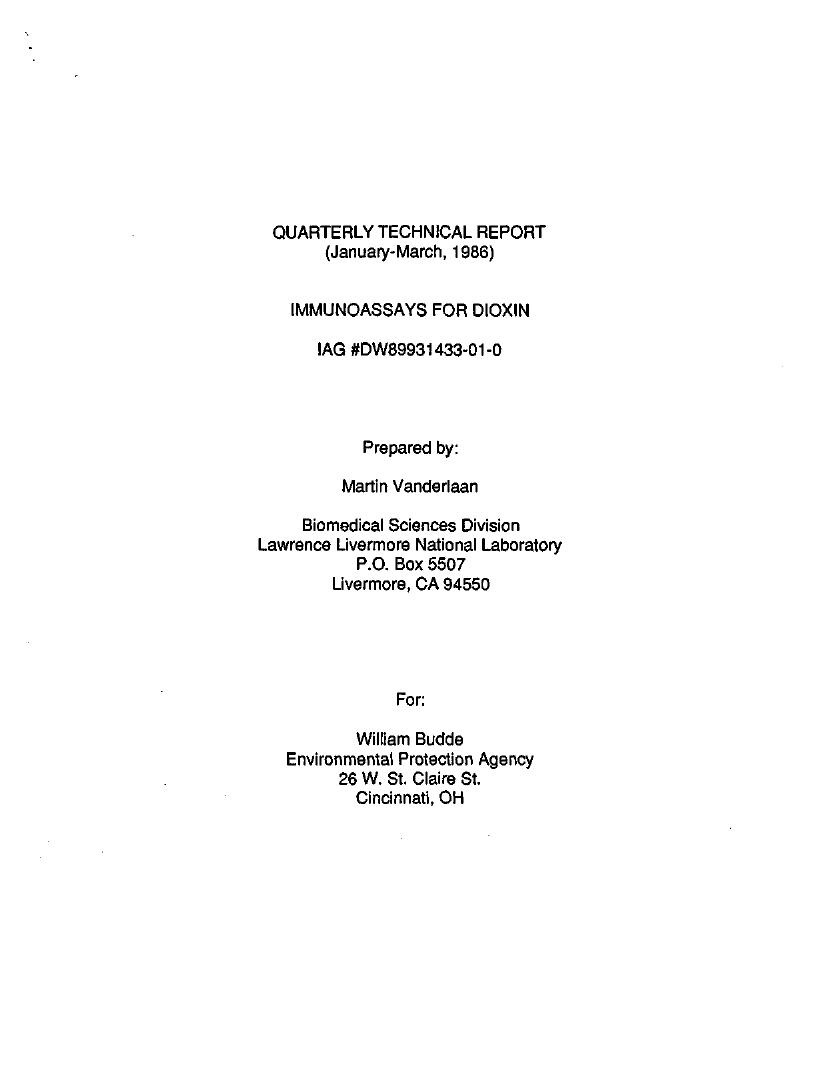 QUARTERLY TECHNICAL REPORT
(January-March, 1986)
IMMUNOASSAYS FOR DIOXIN
IAG #DW89931433-01-0
Prepared by:
Martin Vanderlaan
Biomedical Sciences Division
Lawrence Livermore National Laboratory
P.O. Box 5507
Livermore, CA 94550
For:
William Budde
Environmental Protection Agency
26 W. St. Claire St.
Cincinnati, OH